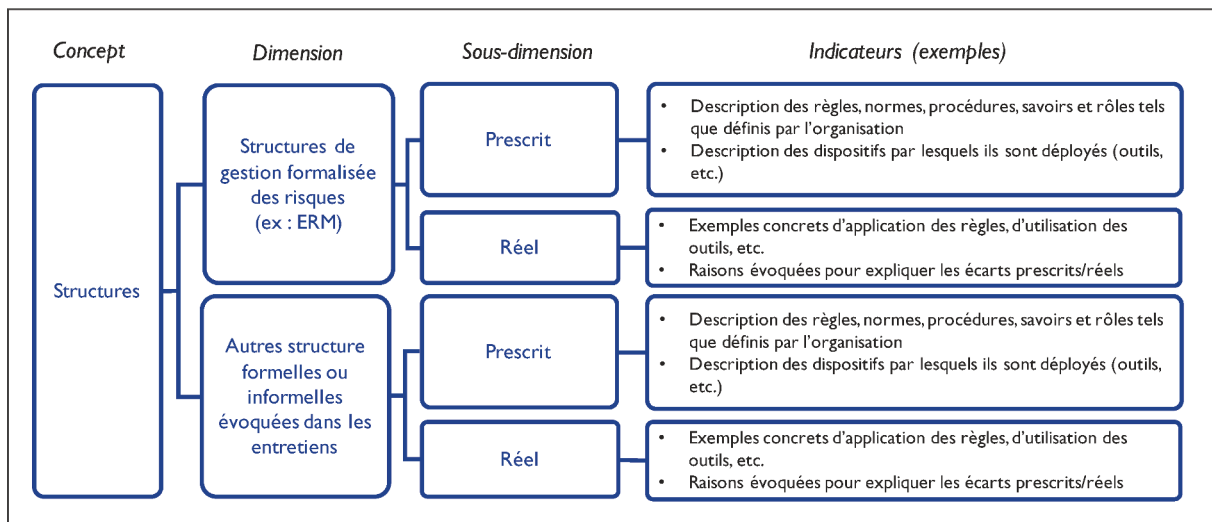 Concept
Dimension
Sous-dimension
Indicateurs (exemples)
Structures
Structures de
gestion formalisée
des risques
(ex : ERM)
Prescrit
• Description des règles, normes, procédures, savoirs et rôles tels
que définis par l'organisation
• Description des dispositifs par lesquels ils sont déployés (outils,
etc.)
Réel
• Exemples concrets d'application des règles, d'utilisation des
outils, etc.
• Raisons évoquées pour expliquer les écarts prescrits/réels
Autres structure
formelles ou
informelles
évoquées dans les
entretiens
Prescrit
• Description des règles, normes, procédures, savoirs et rôles tels
que définis par l'organisation
• Description des dispositifs par lesquels ils sont déployés (outils,
etc.)
Réel
• Exemples concrets d'application des règles, d'utilisation des
outils, etc.
• Raisons évoquées pour expliquer les écarts prescrits/réels